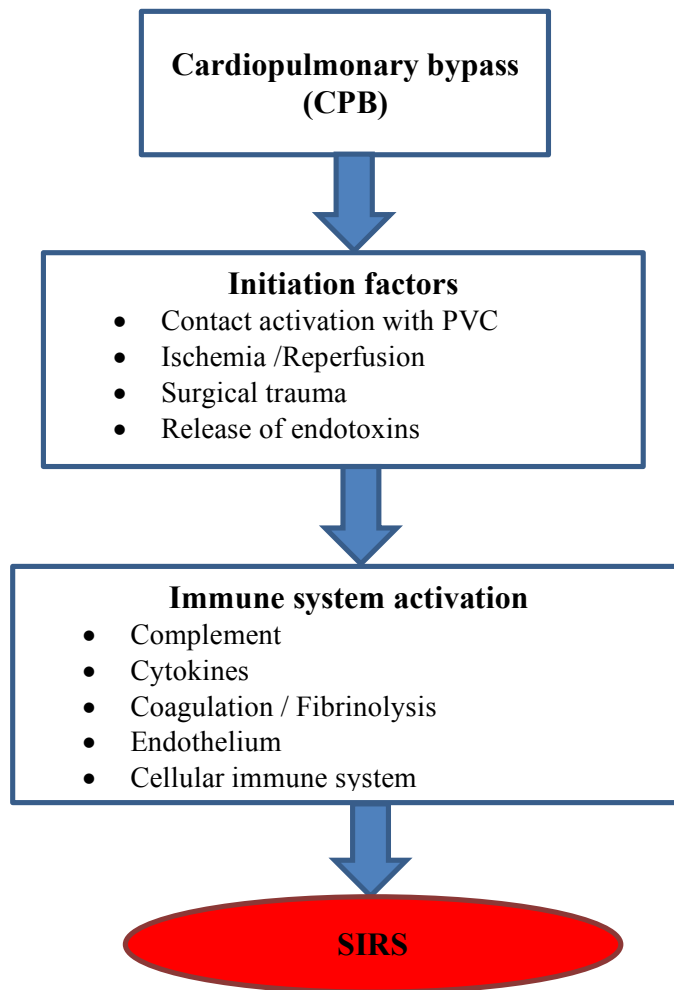 Cardiopulmonary bypass
(CPB)
Initiation factors
• Contact activation with PVC
• Ischemia /Reperfusion
• Surgical trauma
• Release of endotoxins
Immune system activation
• Complement
• Cytokines
• Coagulation / Fibrinolysis
• Endothelium
• Cellular immune system
SIRS